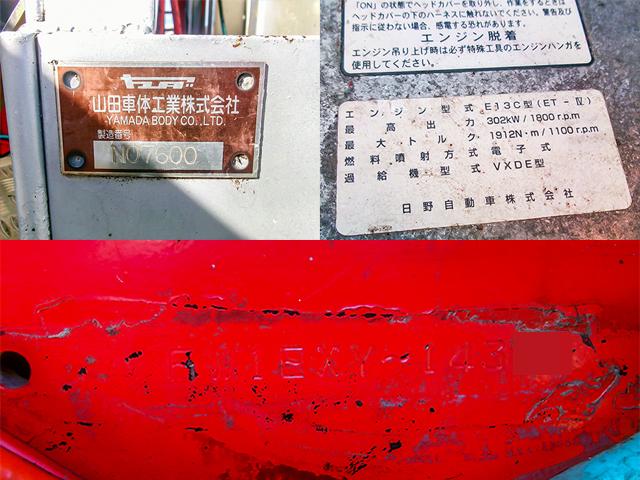 ヤマダ
山田車体工業株式会社
YAMADA BODY CO., LTD.
製造番号
NO7600
"ON"の状態でヘッドカバーを取り外し、作業をするときは
ヘッドカバーの下のハーネスに触れないでください。警告及び
指示に従わない場合、感電する恐れがあります。
エンジン脱着
エンジン吊り上げ時は必ず特殊工具のエンジンハンガを
使用してください。
エンジン型式 E13C型(ET-Ⅳ)
最高出力 302kW/1800r.p.m
最大トルク 1912N・m/1100r.p.m
燃料噴射方式 電子式
過給機型式 VXDE型
日野自動車株式会社
1EXY-143